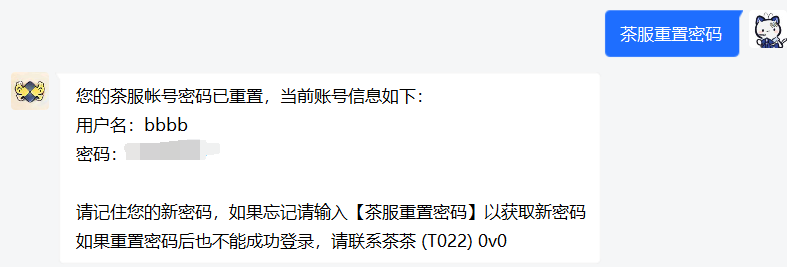 茶服重置密码
您的茶服帐号密码已重置，当前账号信息如下：
用户名：bbbb
密码：
请记住您的新密码，如果忘记请输入【茶服重置密码】以获取新密码
如果重置密码后也不能成功登录，请联系茶茶 (T022) 0v0